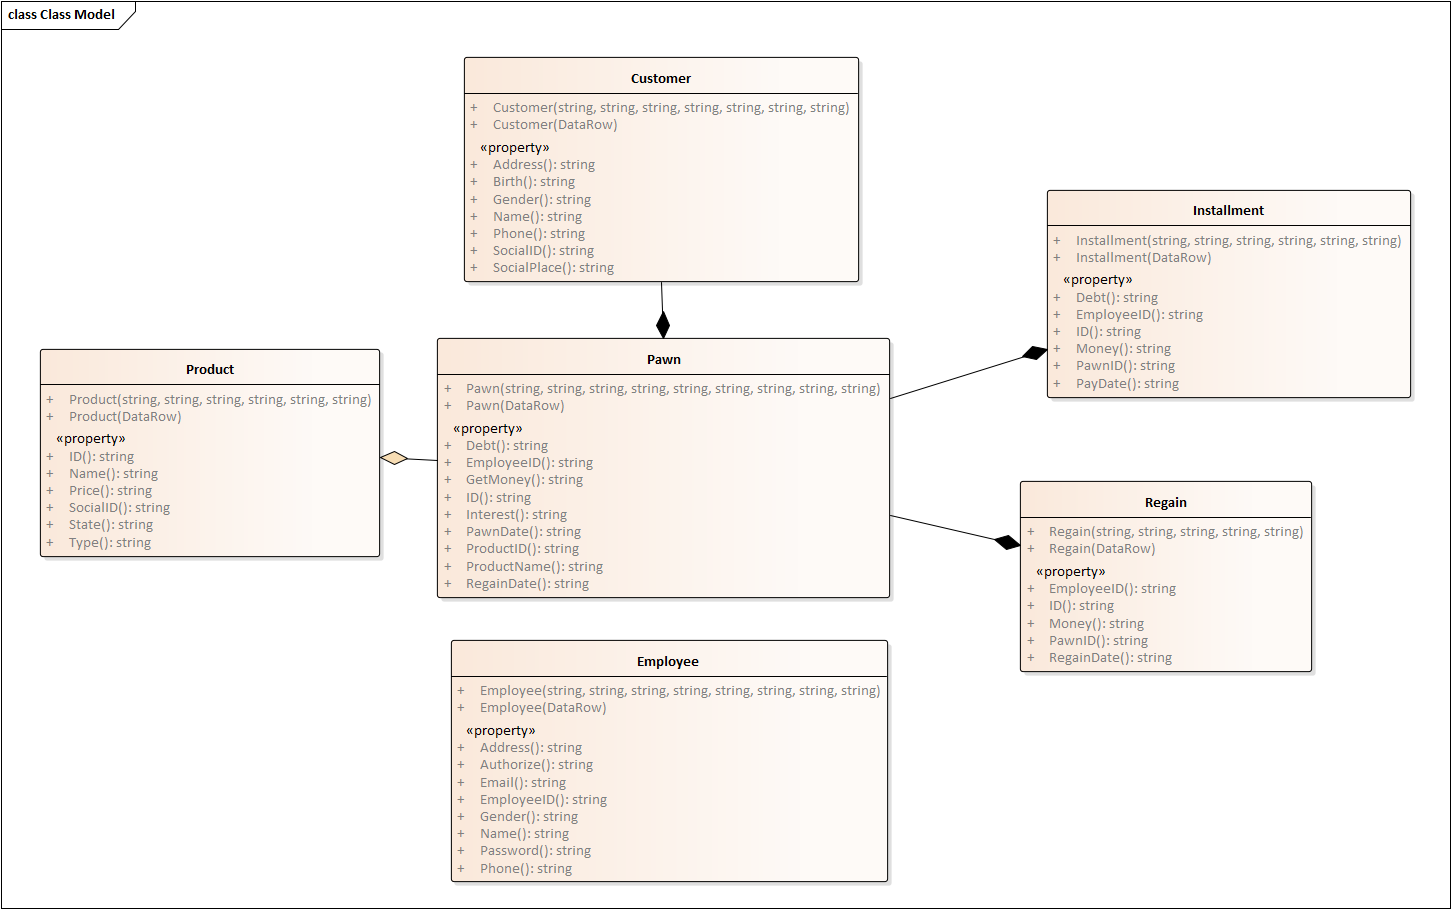 class Class Model
Customer
+ Customer(string, string, string, string, string, string, string)
+ Customer(DataRow)
«property»
+ Address(): string
+ Birth(): string
+ Gender(): string
+ Name(): string
+ Phone(): string
+ SocialID(): string
+ SocialPlace(): string
Installment
+ Installment(string, string, string, string, string, string)
+ Installment(DataRow)
«property»
+ Debt(): string
+ EmployeeID(): string
+ ID(): string
+ Money(): string
+ PawnID(): string
+ PayDate(): string
Product
+ Product(string, string, string, string, string, string)
+ Product(DataRow)
«property»
+ ID(): string
+ Name(): string
+ Price(): string
+ SocialID(): string
+ State(): string
+ Type(): string
Pawn
+ Pawn(string, string, string, string, string, string, string, string, string)
+ Pawn(DataRow)
«property»
+ Debt(): string
+ EmployeeID(): string
+ GetMoney(): string
+ ID(): string
+ Interest(): string
+ PawnDate(): string
+ ProductID(): string
+ ProductName(): string
+ RegainDate(): string
Regain
+ Regain(string, string, string, string, string)
+ Regain(DataRow)
«property»
+ EmployeeID(): string
+ ID(): string
+ Money(): string
+ PawnID(): string
+ RegainDate(): string
Employee
+ Employee(string, string, string, string, string, string, string, string)
+ Employee(DataRow)
«property»
+ Address(): string
+ Authorize(): string
+ Email(): string
+ EmployeeID(): string
+ Gender(): string
+ Name(): string
+ Password(): string
+ Phone(): string